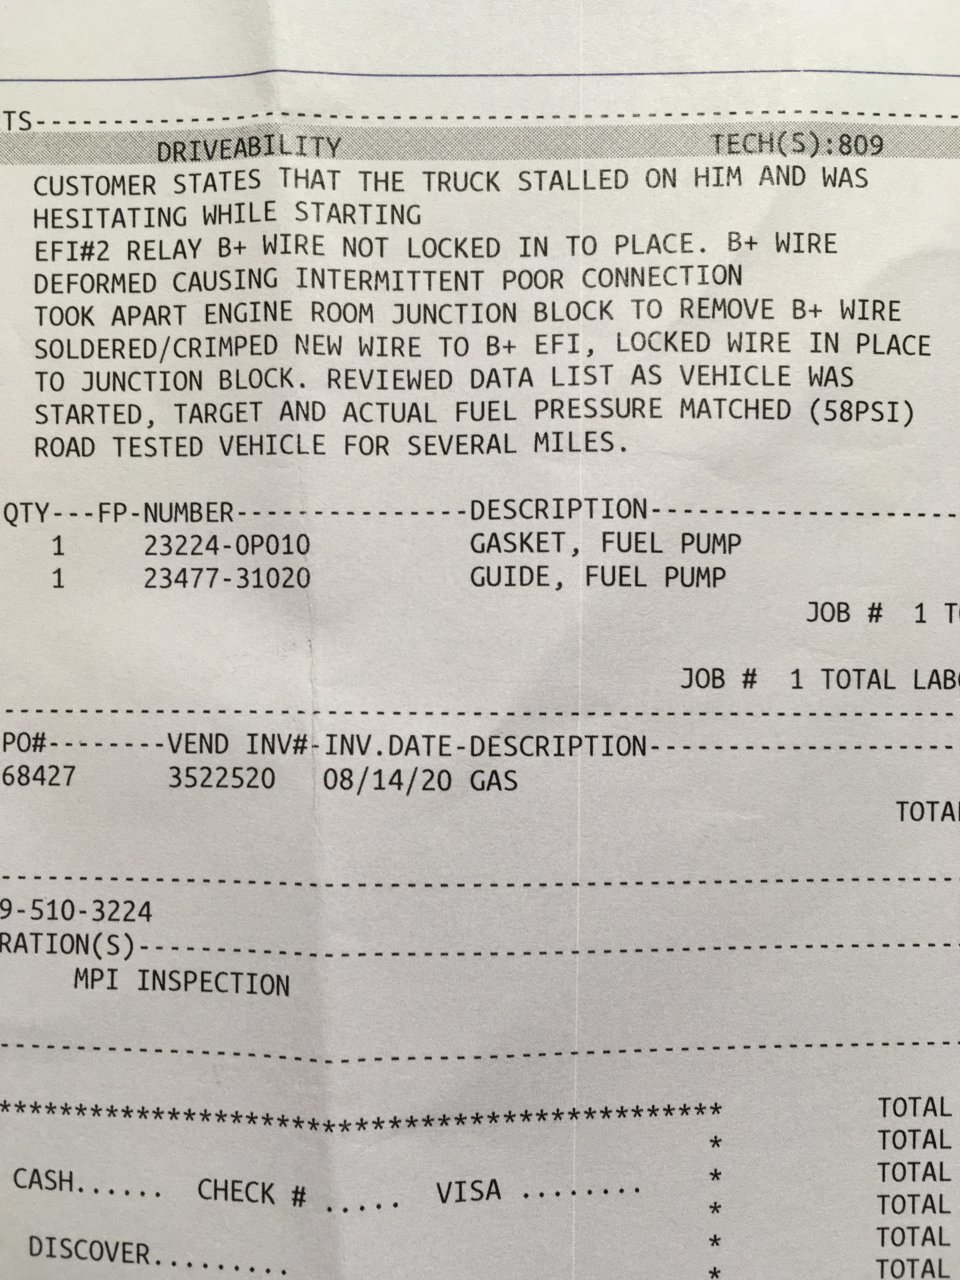 TS--------------------------------------------------
DRIVEABILITY TECH(S):809
CUSTOMER STATES THAT THE TRUCK STALLED ON HIM AND WAS
HESITATING WHILE STARTING
EFI#2 RELAY B+ WIRE NOT LOCKED IN TO PLACE. B+ WIRE
DEFORMED CAUSING INTERMITTENT POOR CONNECTION
TOOK APART ENGINE ROOM JUNCTION BLOCK TO REMOVE B+ WIRE
SOLDERED/CRIMPED NEW WIRE TO B+ EFI, LOCKED WIRE IN PLACE
TO JUNCTION BLOCK. REVIEWED DATA LIST AS VEHICLE WAS
STARTED, TARGET AND ACTUAL FUEL PRESSURE MATCHED (58PSI)
ROAD TESTED VEHICLE FOR SEVERAL MILES.
QTY---FP-NUMBER---------------DESCRIPTION--------------------
1 23224-0P010 GASKET, FUEL PUMP
1 23477-31020 GUIDE, FUEL PUMP
JOB # 1 TO
JOB # 1 TOTAL LABO
PO#--------VEND INV#-INV.DATE-DESCRIPTION--------------------
68427 3522520 08/14/20 GAS
TOTAL
9-510-3224
RATION(S)-----------------------------------------------------
MPI INSPECTION
*********************************************** TOTAL
* TOTAL
CASH...... CHECK # ..... VISA ........ * TOTAL
* TOTAL
DISCOVER......... * TOTAL
* TOTAL